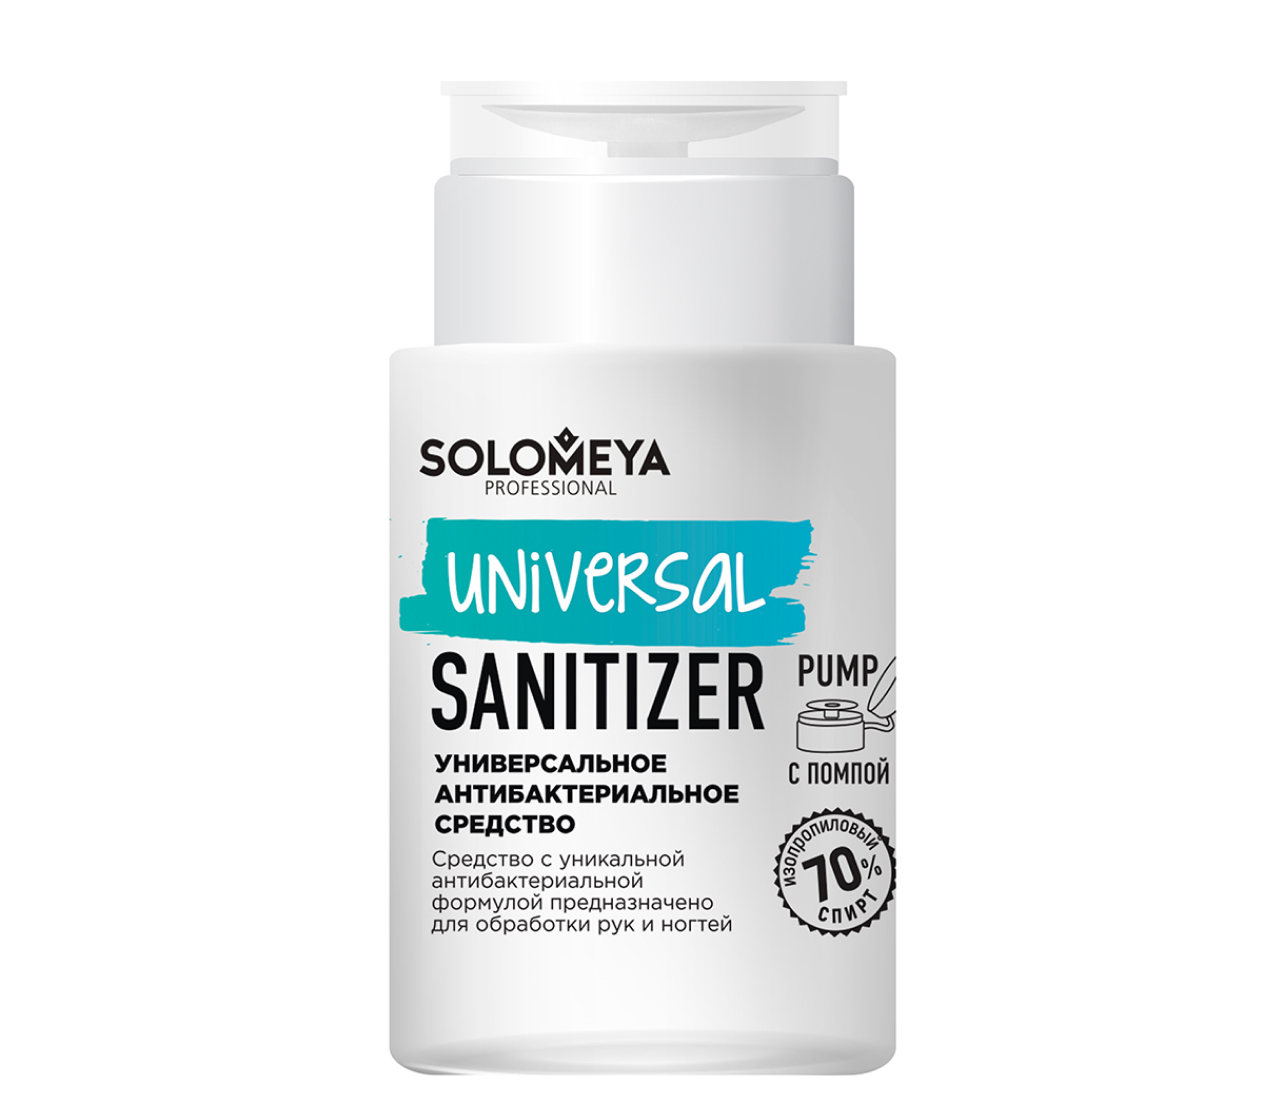 SOLOMEYA
PROFESSIONAL
UNiVeRSaL
SANITIZER
PUMP
С ПОМПОЙ
УНИВЕРСАЛЬНОЕ
АНТИБАКТЕРИАЛЬНОЕ
СРЕДСТВО
Средство с уникальной
антибактериальной
формулой предназначено
для обработки рук и ногтей
ИЗОПРОПИЛОВЫЙ
70%
СПИРТ